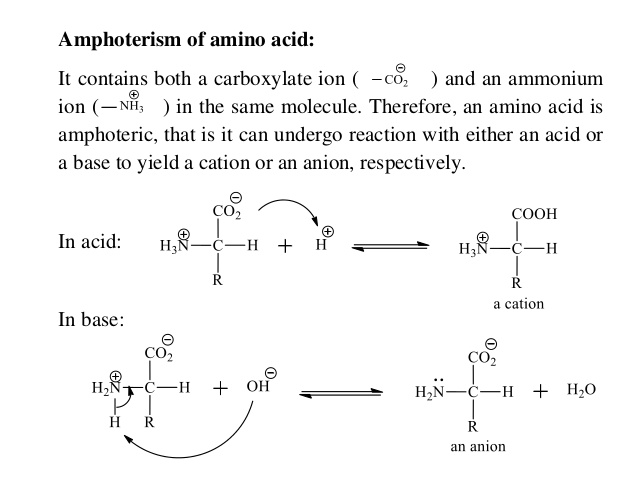 Amphoterism of amino acid:
It contains both a carboxylate ion ( −CO₂⊖ ) and an ammonium
ion (−NH₃⊕ ) in the same molecule. Therefore, an amino acid is
amphoteric, that is it can undergo reaction with either an acid or
a base to yield a cation or an anion, respectively.
CO₂⊖ COOH
In acid: H₃N⊕—C—H + H⊕ ⇌ H₃N⊕—C—H
R R
a cation
In base:
CO₂⊖ CO₂⊖
H₂N⊕—C—H + OH⊖ ⇌ H₂N̈—C—H + H₂O
H R R
an anion